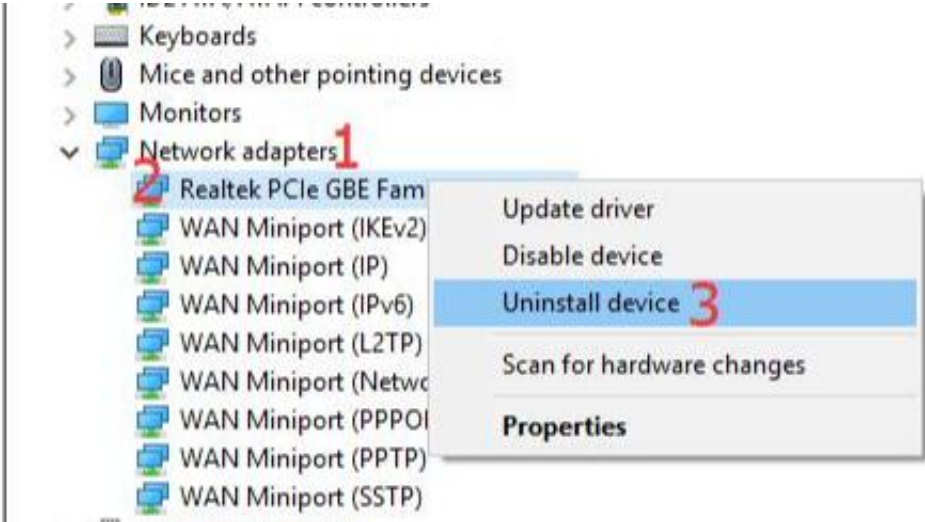 Keyboards
Mice and other pointing devices
Monitors
Network adapters 1
2 Realtek PCIe GBE Fam
WAN Miniport (IKEv2)
WAN Miniport (IP)
WAN Miniport (IPv6)
WAN Miniport (L2TP)
WAN Miniport (Netwo
WAN Miniport (PPPOE
WAN Miniport (PPTP)
WAN Miniport (SSTP)
Update driver
Disable device
Uninstall device 3
Scan for hardware changes
Properties